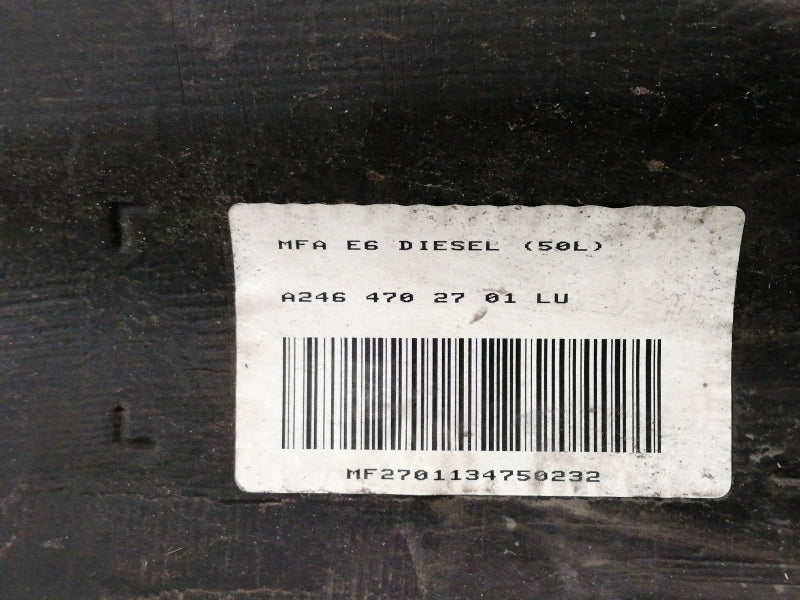 MFA E6 DIESEL (50L)
A246 470 27 01 LU
MF2701134750232